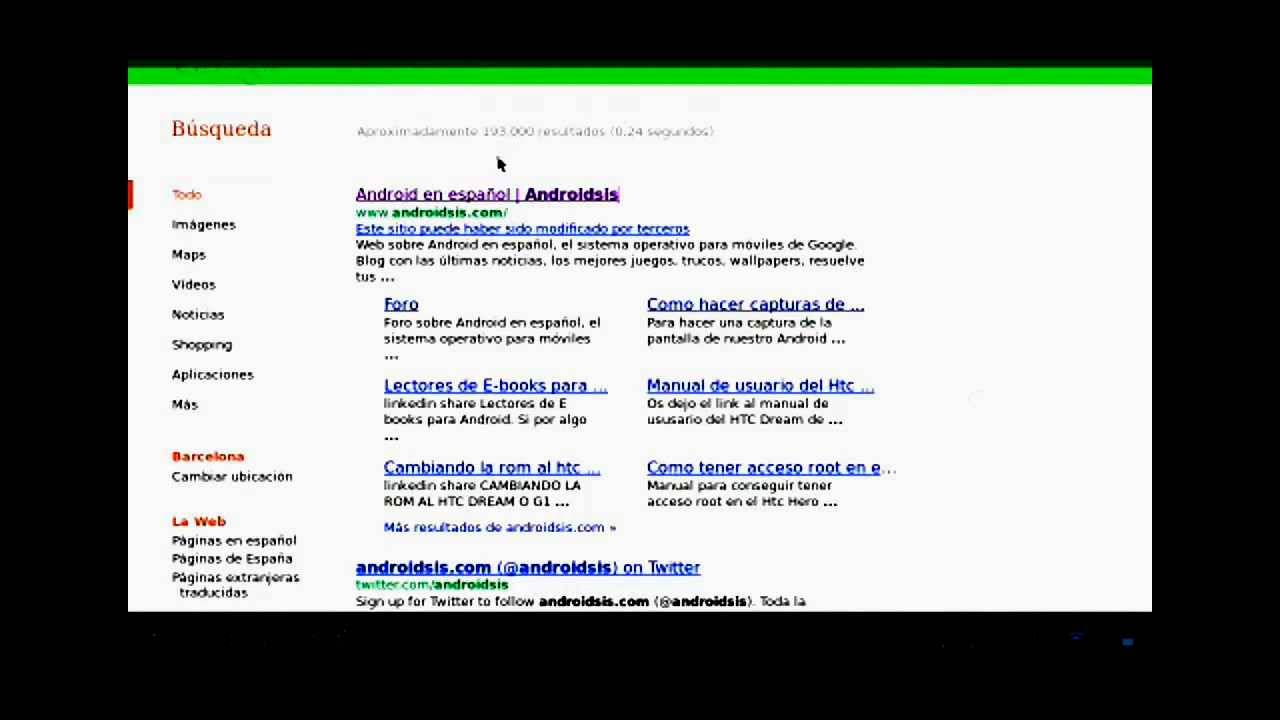 Búsqueda
Aproximadamente 193.000 resultados (0,24 segundos)
Todo
Imágenes
Maps
Vídeos
Noticias
Shopping
Aplicaciones
Más
Barcelona
Cambiar ubicación
La Web
Páginas en español
Páginas de España
Páginas extranjeras
traducidas
Android en español | Androidsis
www.androidsis.com/
Este sitio puede haber sido modificado por terceros
Web sobre Android en español, el sistema operativo para móviles de Google.
Blog con las últimas noticias, los mejores juegos, trucos, wallpapers, resuelve
tus ...
Foro
Foro sobre Android en español, el
sistema operativo para móviles
...
Como hacer capturas de ...
Para hacer una captura de la
pantalla de nuestro Android ...
Lectores de E-books para ...
linkedin share Lectores de E
books para Android. Si por algo
...
Manual de usuario del Htc ...
Os dejo el link al manual de
ususario del HTC Dream de ...
Cambiando la rom al htc ...
linkedin share CAMBIANDO LA
ROM AL HTC DREAM O G1 ...
Como tener acceso root en e...
Manual para conseguir tener
acceso root en el Htc Hero ...
Más resultados de androidsis.com »
androidsis.com (@androidsis) on Twitter
twitter.com/androidsis
Sign up for Twitter to follow androidsis.com (@androidsis). Toda la